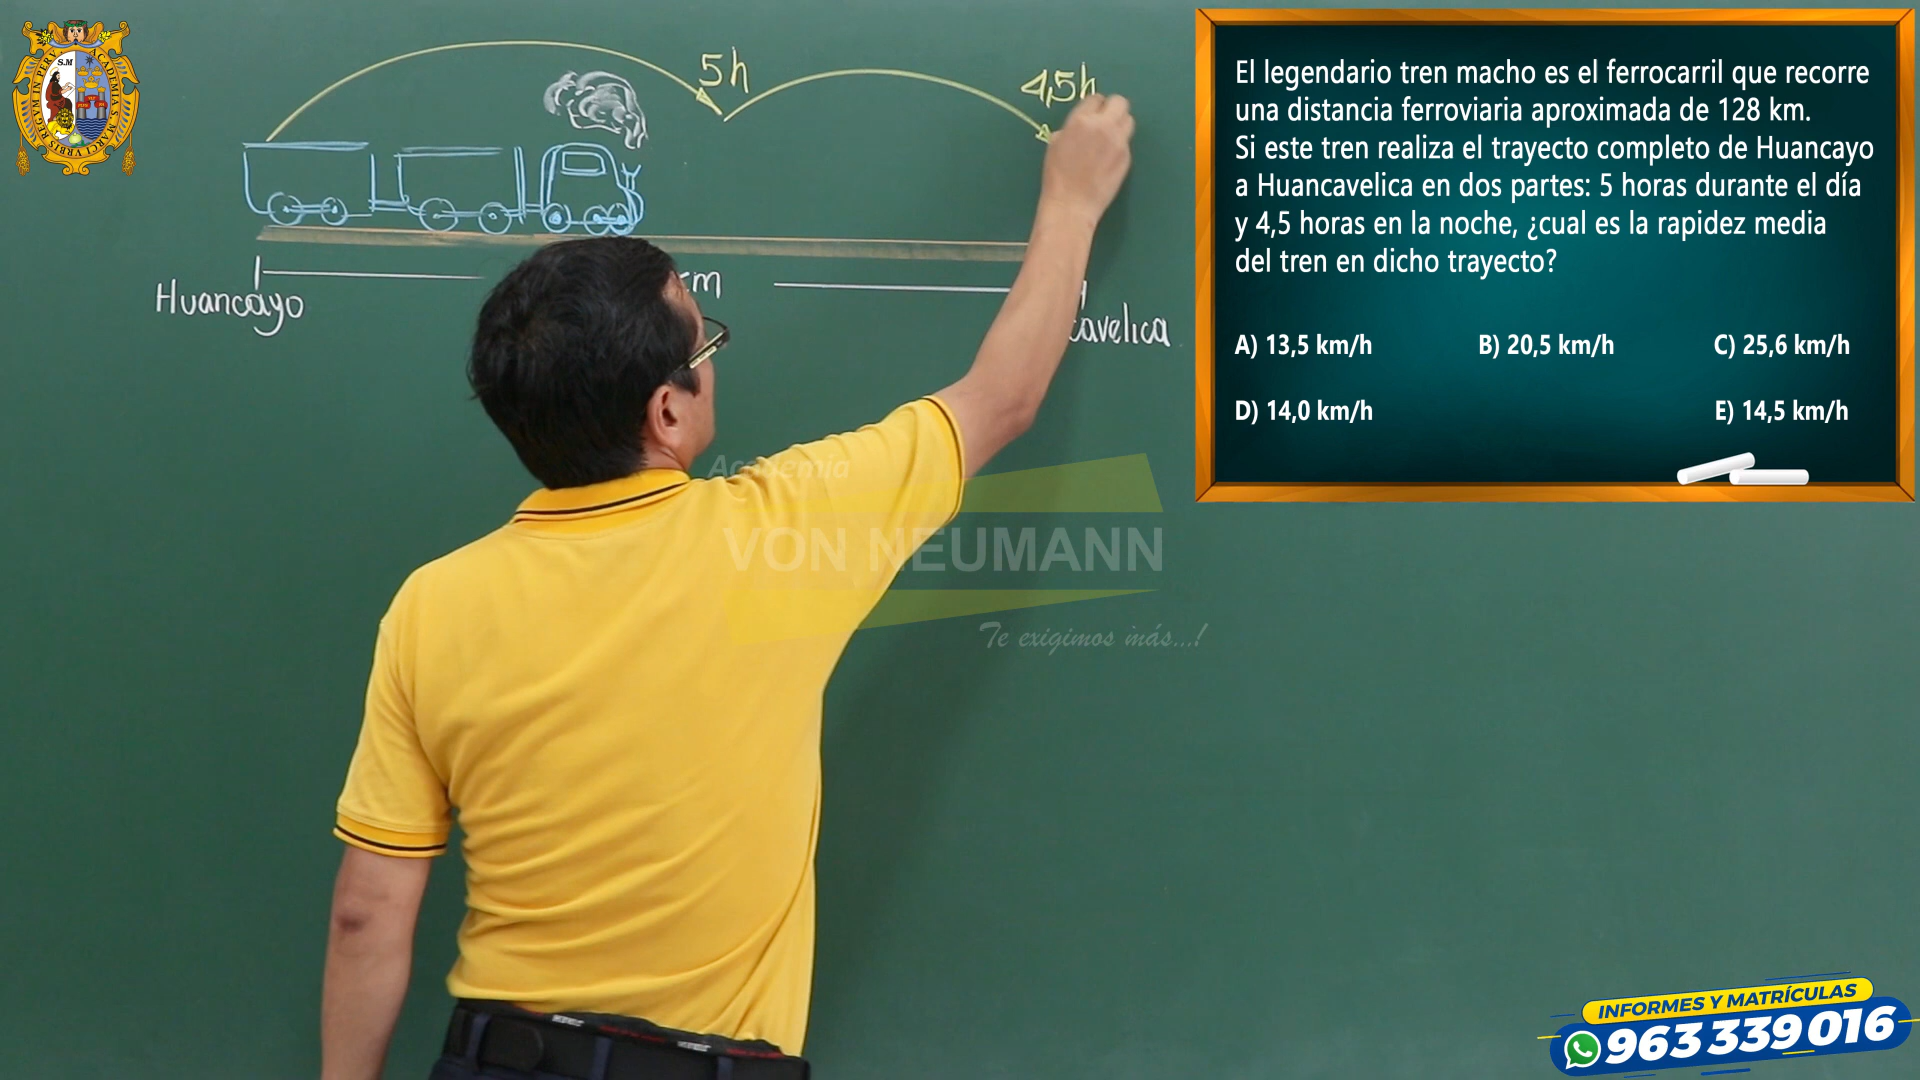 5h
4,5h
Huancayo
El legendario tren macho es el ferrocarril que recorre
una distancia ferroviaria aproximada de 128 km.
Si este tren realiza el trayecto completo de Huancayo
a Huancavelica en dos partes: 5 horas durante el día
y 4,5 horas en la noche, ¿cual es la rapidez media
del tren en dicho trayecto?
A) 13,5 km/h B) 20,5 km/h C) 25,6 km/h
D) 14,0 km/h E) 14,5 km/h
Academia
VON NEUMANN
Te exigimos más...!
INFORMES Y MATRÍCULAS
963 339 016